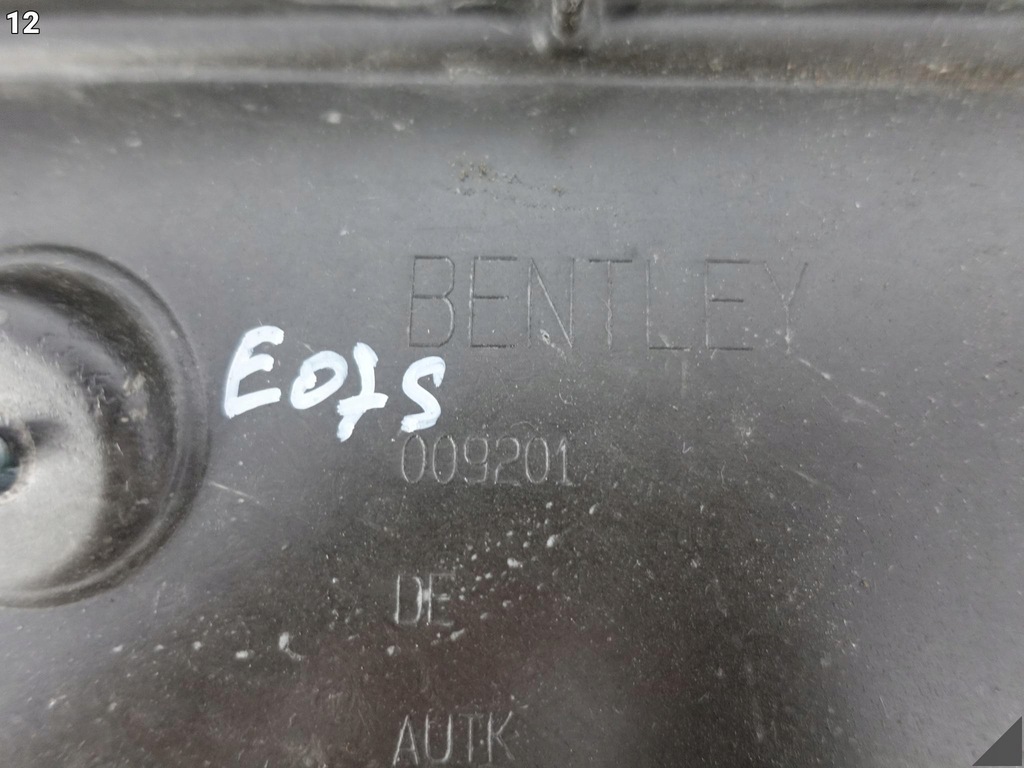 12
BENTLEY
E07S
009201
DE
AUTK